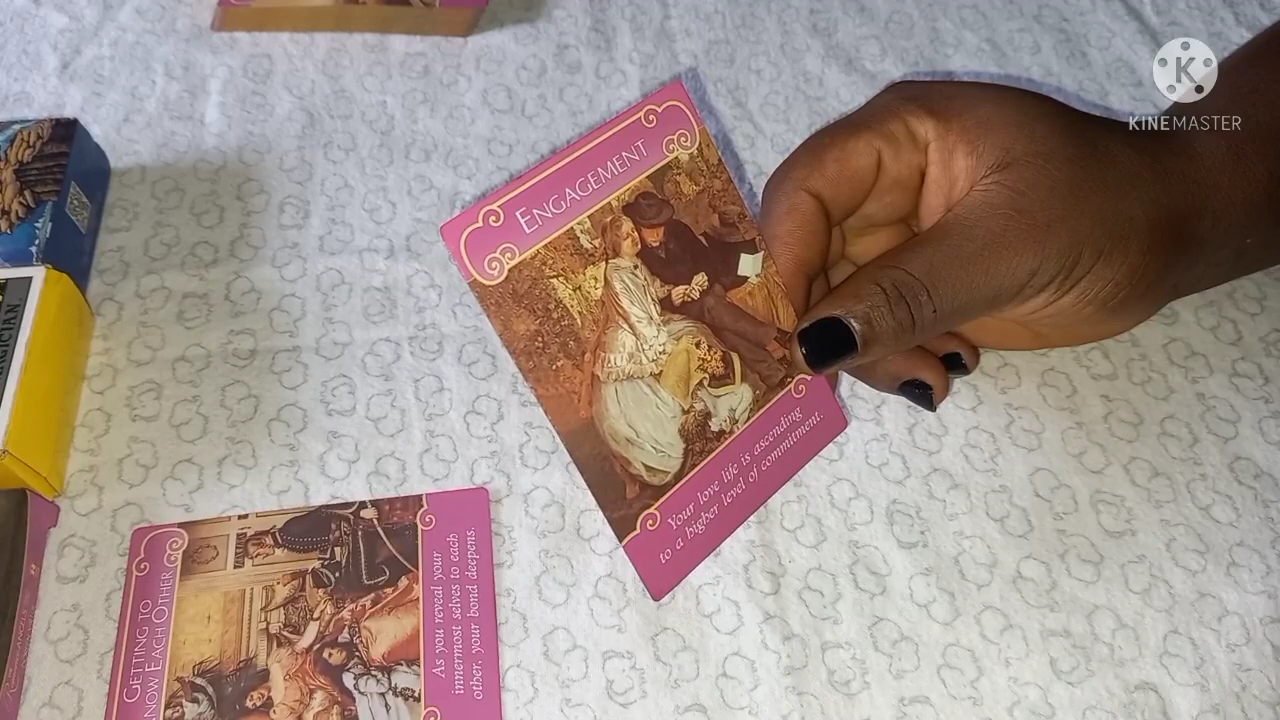 K
KINEMASTER
ENGAGEMENT
Your love life is ascending
to a higher level of commitment.
GETTING TO
KNOW EACH OTHER
As you reveal your
innermost selves to each
other, your bond deepens.